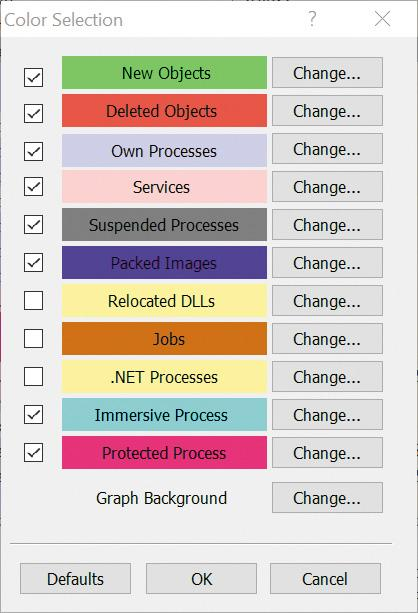 Color Selection ?
New Objects Change...
Deleted Objects Change...
Own Processes Change...
Services Change...
Suspended Processes Change...
Packed Images Change...
Relocated DLLs Change...
Jobs Change...
.NET Processes Change...
Immersive Process Change...
Protected Process Change...
Graph Background Change...
Defaults OK Cancel